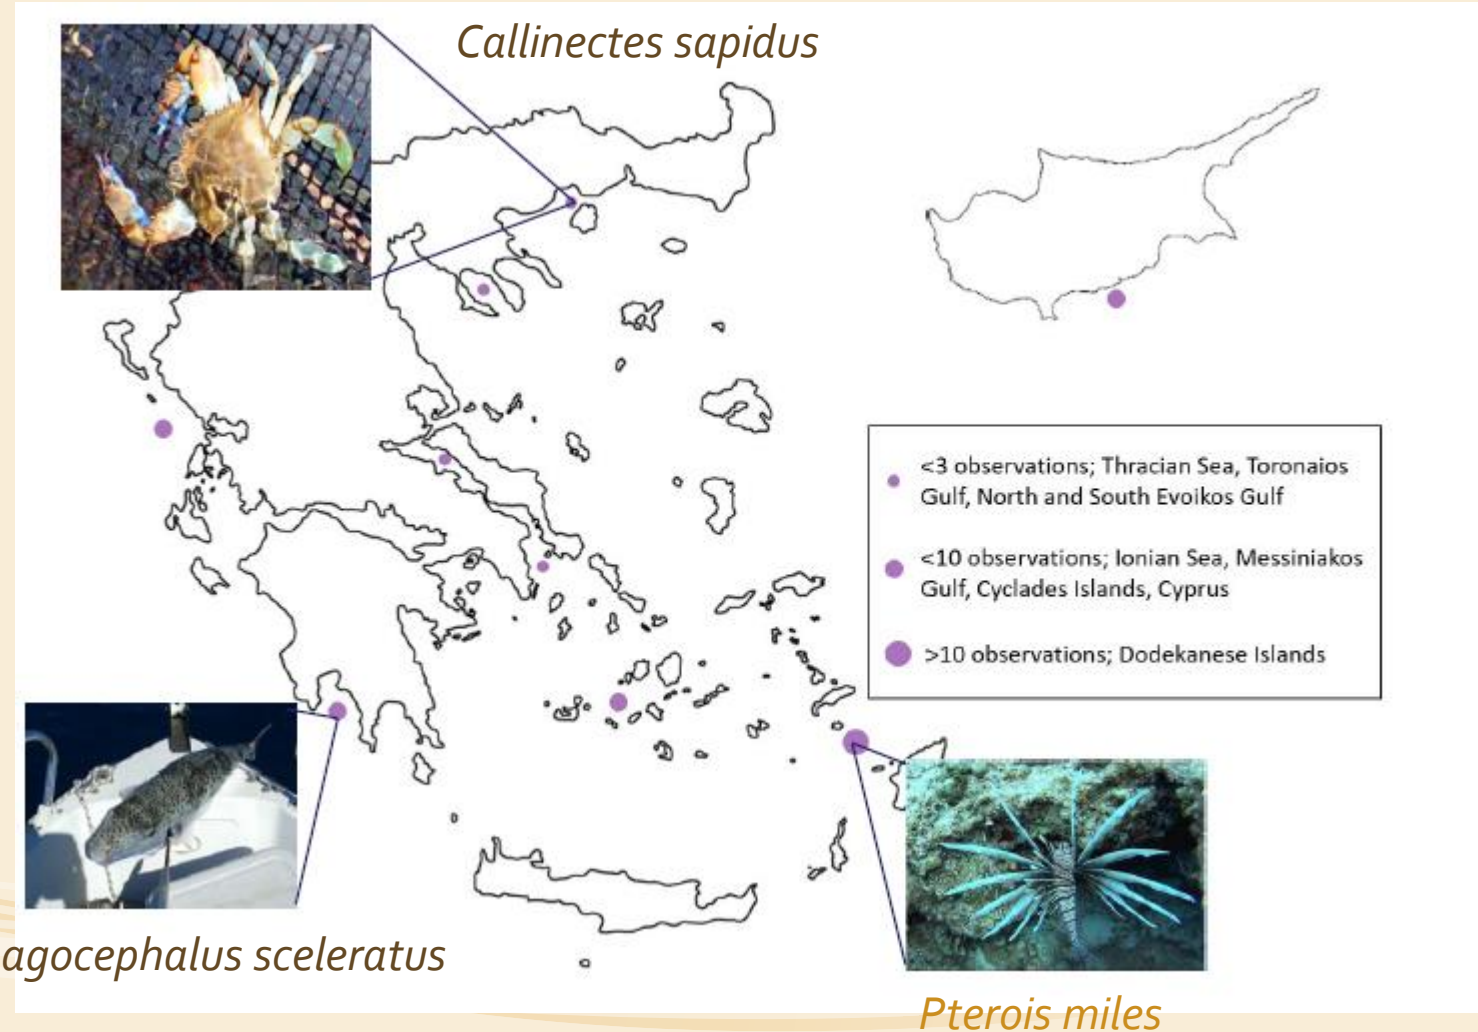 Callinectes sapidus
<3 observations; Thracian Sea, Toronaios
Gulf, North and South Evoikos Gulf
<10 observations; Ionian Sea, Messiniakos
Gulf, Cyclades Islands, Cyprus
>10 observations; Dodekanese Islands
agocephalus sceleratus
Pterois miles